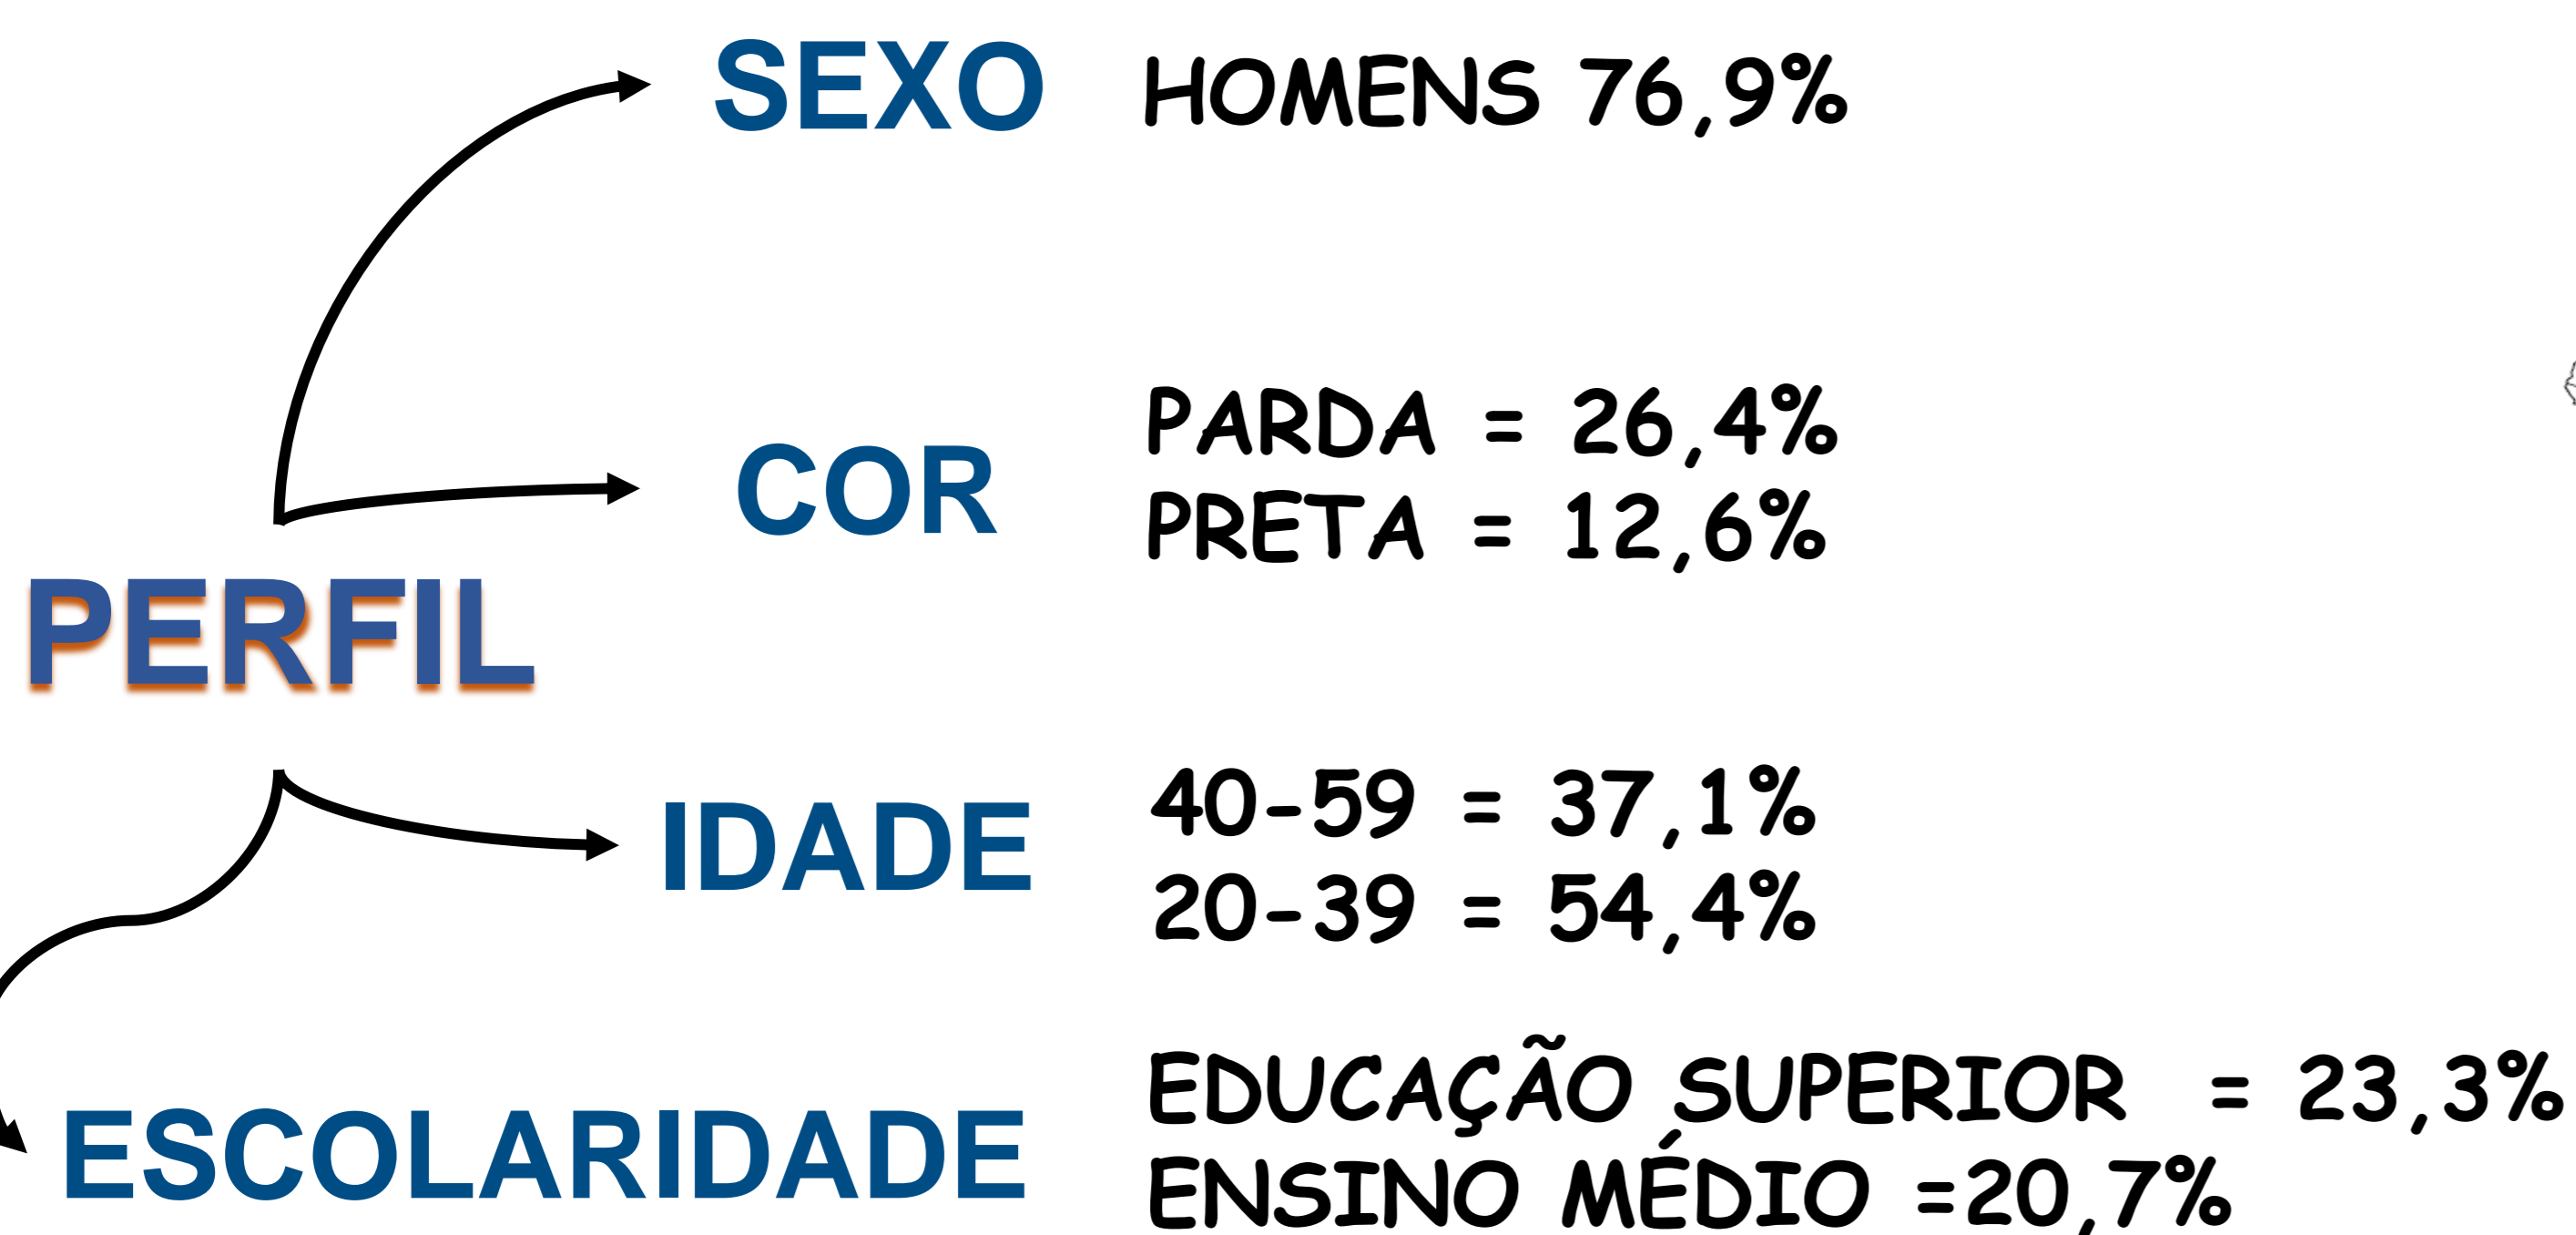 SEXO HOMENS 76,9%
COR
PARDA = 26,4%
PRETA = 12,6%
PERFIL
IDADE
40-59 = 37,1%
20-39 = 54,4%
ESCOLARIDADE
EDUCAÇÃO SUPERIOR = 23,3%
ENSINO MÉDIO =20,7%